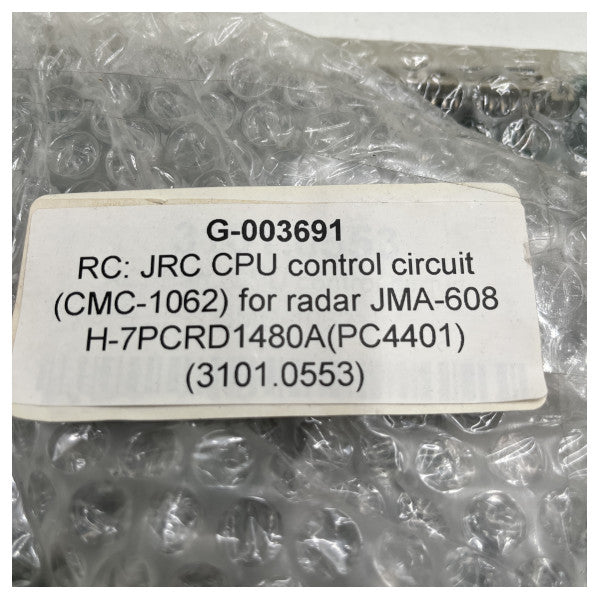 G-003691
RC: JRC CPU control circuit
(CMC-1062) for radar JMA-608
H-7PCRD1480A(PC4401)
(3101.0553)